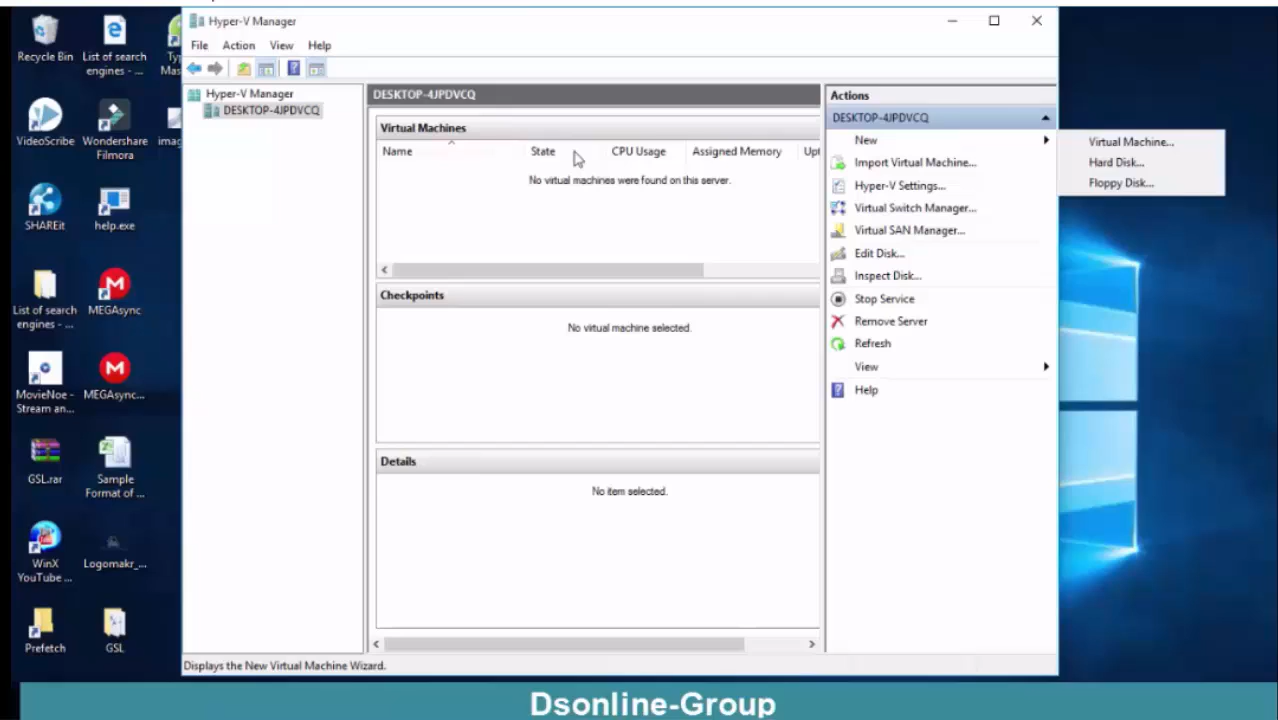 Recycle Bin
List of search
engines - ...
Ty
Mas
VideoScribe
Wondershare
Filmora
imag
SHAREit
help.exe
List of search
engines - ...
MEGAsync
MovieNoe -
Stream an...
MEGAsync...
GSL.rar
Sample
Format of ...
WinX
YouTube ...
Logomakr_...
Prefetch
GSL
Hyper-V Manager
File Action View Help
Hyper-V Manager
DESKTOP-4JPDVCQ
DESKTOP-4JPDVCQ
Virtual Machines
Name State CPU Usage Assigned Memory Upt
No virtual machines were found on this server.
Checkpoints
No virtual machine selected.
Details
No item selected.
Actions
DESKTOP-4JPDVCQ
New
Import Virtual Machine...
Hyper-V Settings...
Virtual Switch Manager...
Virtual SAN Manager...
Edit Disk...
Inspect Disk...
Stop Service
Remove Server
Refresh
View
Help
Virtual Machine...
Hard Disk...
Floppy Disk...
Displays the New Virtual Machine Wizard.
Dsonline-Group